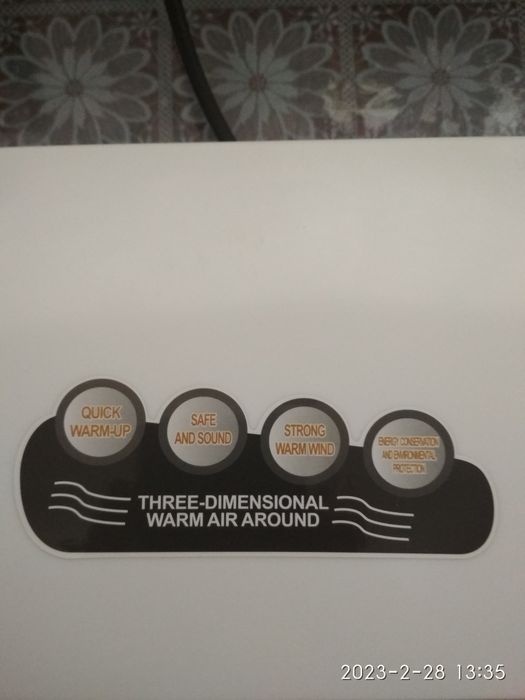 QUICK
WARM-UP
SAFE
AND SOUND
STRONG
WARM WIND
ENERGY CONSERVATION
AND ENVIRONMENTAL
PROTECTION
THREE-DIMENSIONAL
WARM AIR AROUND
2023-2-28 13:35